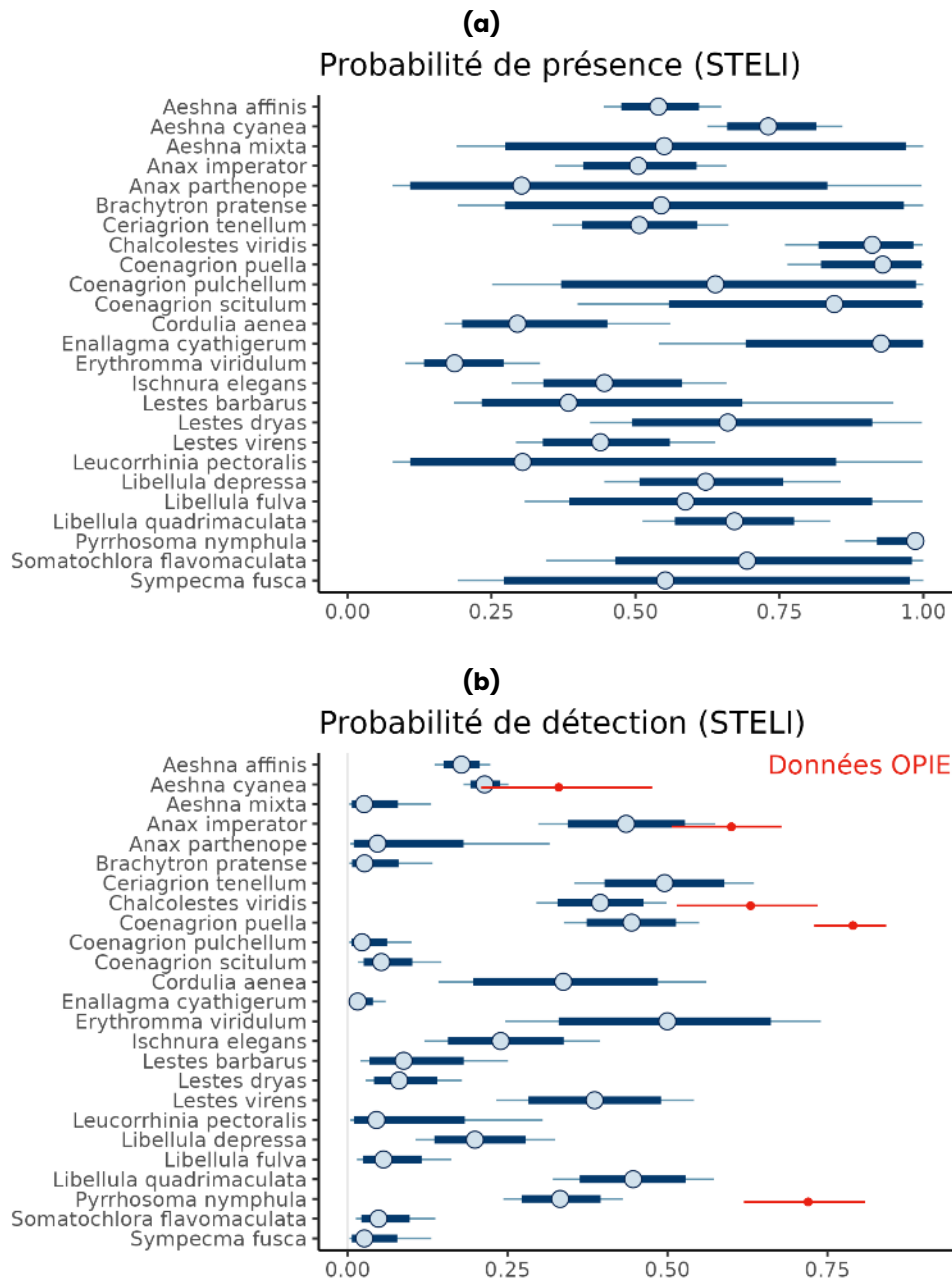 (a)
Probabilité de présence (STELI)
Aeshna affinis
Aeshna cyanea
Aeshna mixta
Anax imperator
Anax parthenope
Brachytron pratense
Ceriagrion tenellum
Chalcolestes viridis
Coenagrion puella
Coenagrion pulchellum
Coenagrion scitulum
Cordulia aenea
Enallagma cyathigerum
Erythromma viridulum
Ischnura elegans
Lestes barbarus
Lestes dryas
Lestes virens
Leucorrhinia pectoralis
Libellula depressa
Libellula fulva
Libellula quadrimaculata
Pyrrhosoma nymphula
Somatochlora flavomaculata
Sympecma fusca
0.00 0.25 0.50 0.75 1.00
(b)
Probabilité de détection (STELI)
Données OPIE
Aeshna affinis
Aeshna cyanea
Aeshna mixta
Anax imperator
Anax parthenope
Brachytron pratense
Ceriagrion tenellum
Chalcolestes viridis
Coenagrion puella
Coenagrion pulchellum
Coenagrion scitulum
Cordulia aenea
Enallagma cyathigerum
Erythromma viridulum
Ischnura elegans
Lestes barbarus
Lestes dryas
Lestes virens
Leucorrhinia pectoralis
Libellula depressa
Libellula fulva
Libellula quadrimaculata
Pyrrhosoma nymphula
Somatochlora flavomaculata
Sympecma fusca
0.00 0.25 0.50 0.75